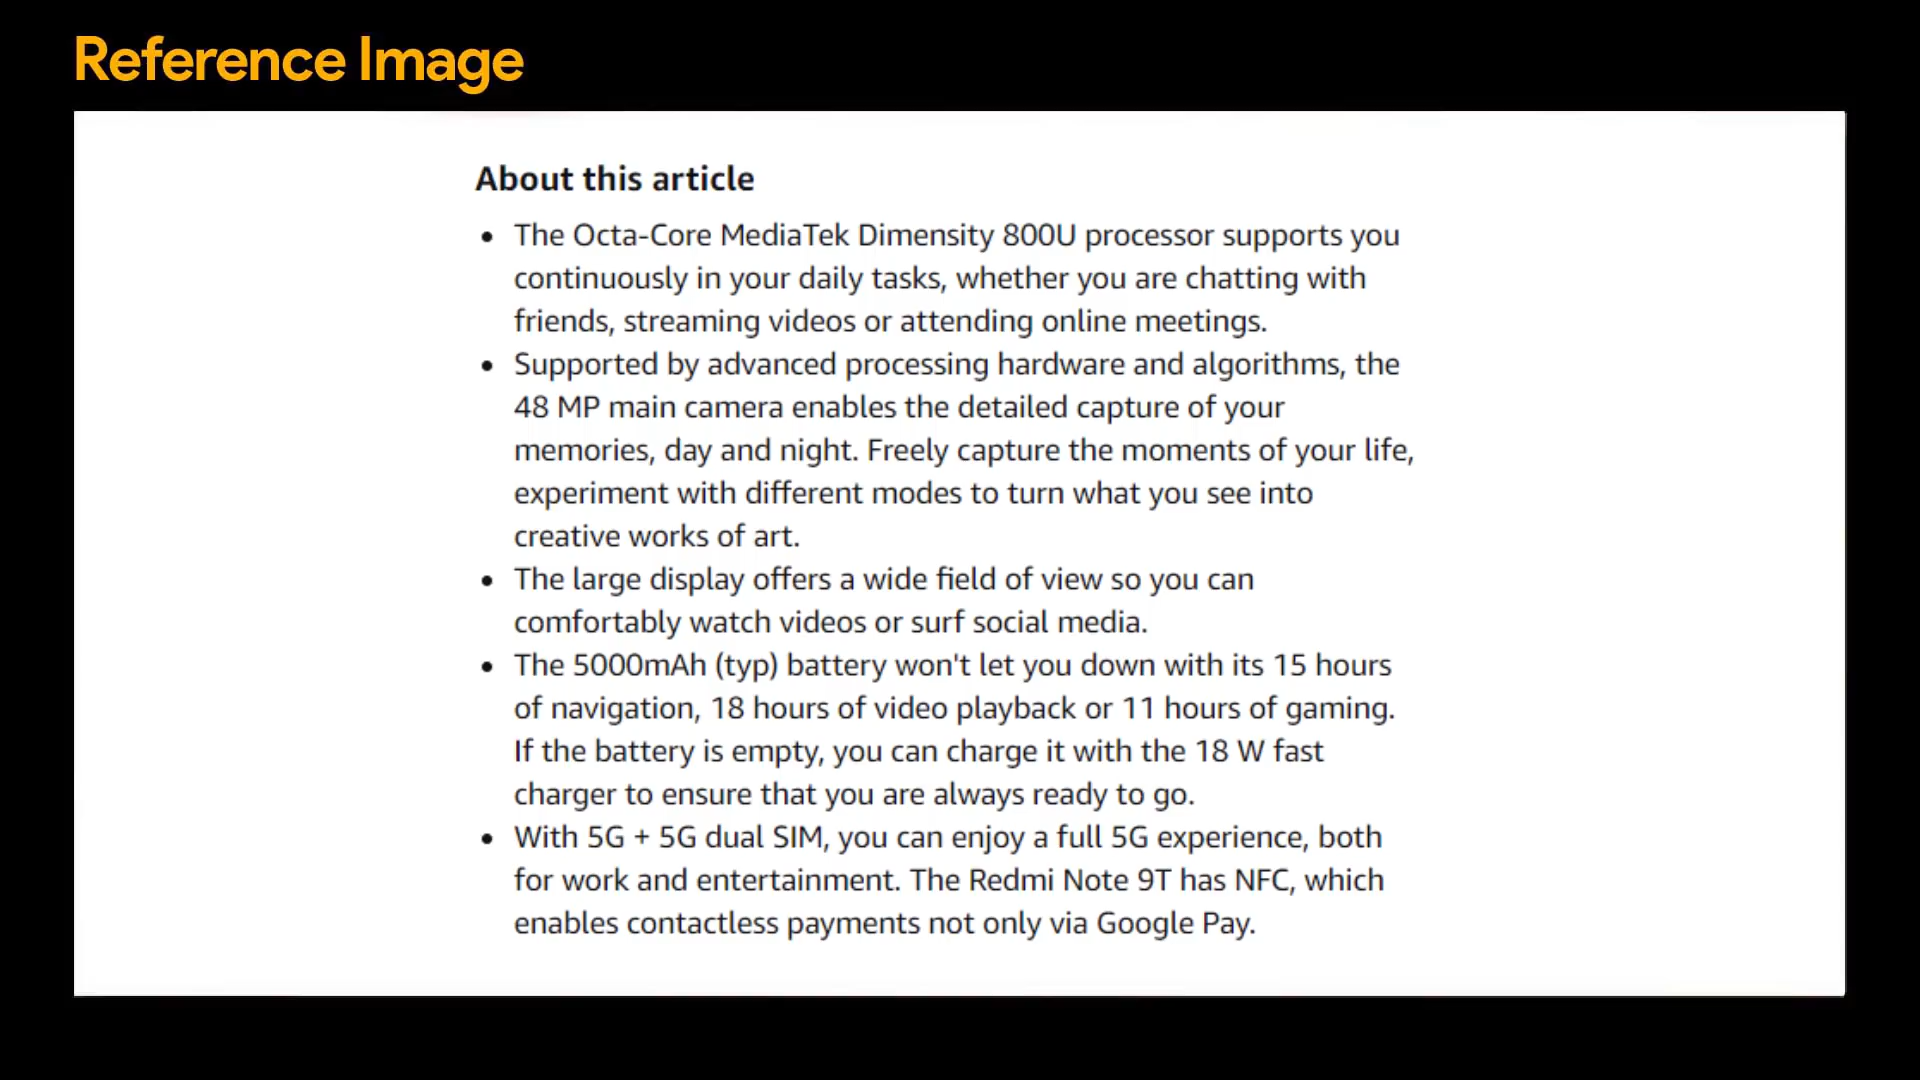 Reference Image
About this article
• The Octa-Core MediaTek Dimensity 800U processor supports you
continuously in your daily tasks, whether you are chatting with
friends, streaming videos or attending online meetings.
• Supported by advanced processing hardware and algorithms, the
48 MP main camera enables the detailed capture of your
memories, day and night. Freely capture the moments of your life,
experiment with different modes to turn what you see into
creative works of art.
• The large display offers a wide field of view so you can
comfortably watch videos or surf social media.
• The 5000mAh (typ) battery won't let you down with its 15 hours
of navigation, 18 hours of video playback or 11 hours of gaming.
If the battery is empty, you can charge it with the 18 W fast
charger to ensure that you are always ready to go.
• With 5G + 5G dual SIM, you can enjoy a full 5G experience, both
for work and entertainment. The Redmi Note 9T has NFC, which
enables contactless payments not only via Google Pay.